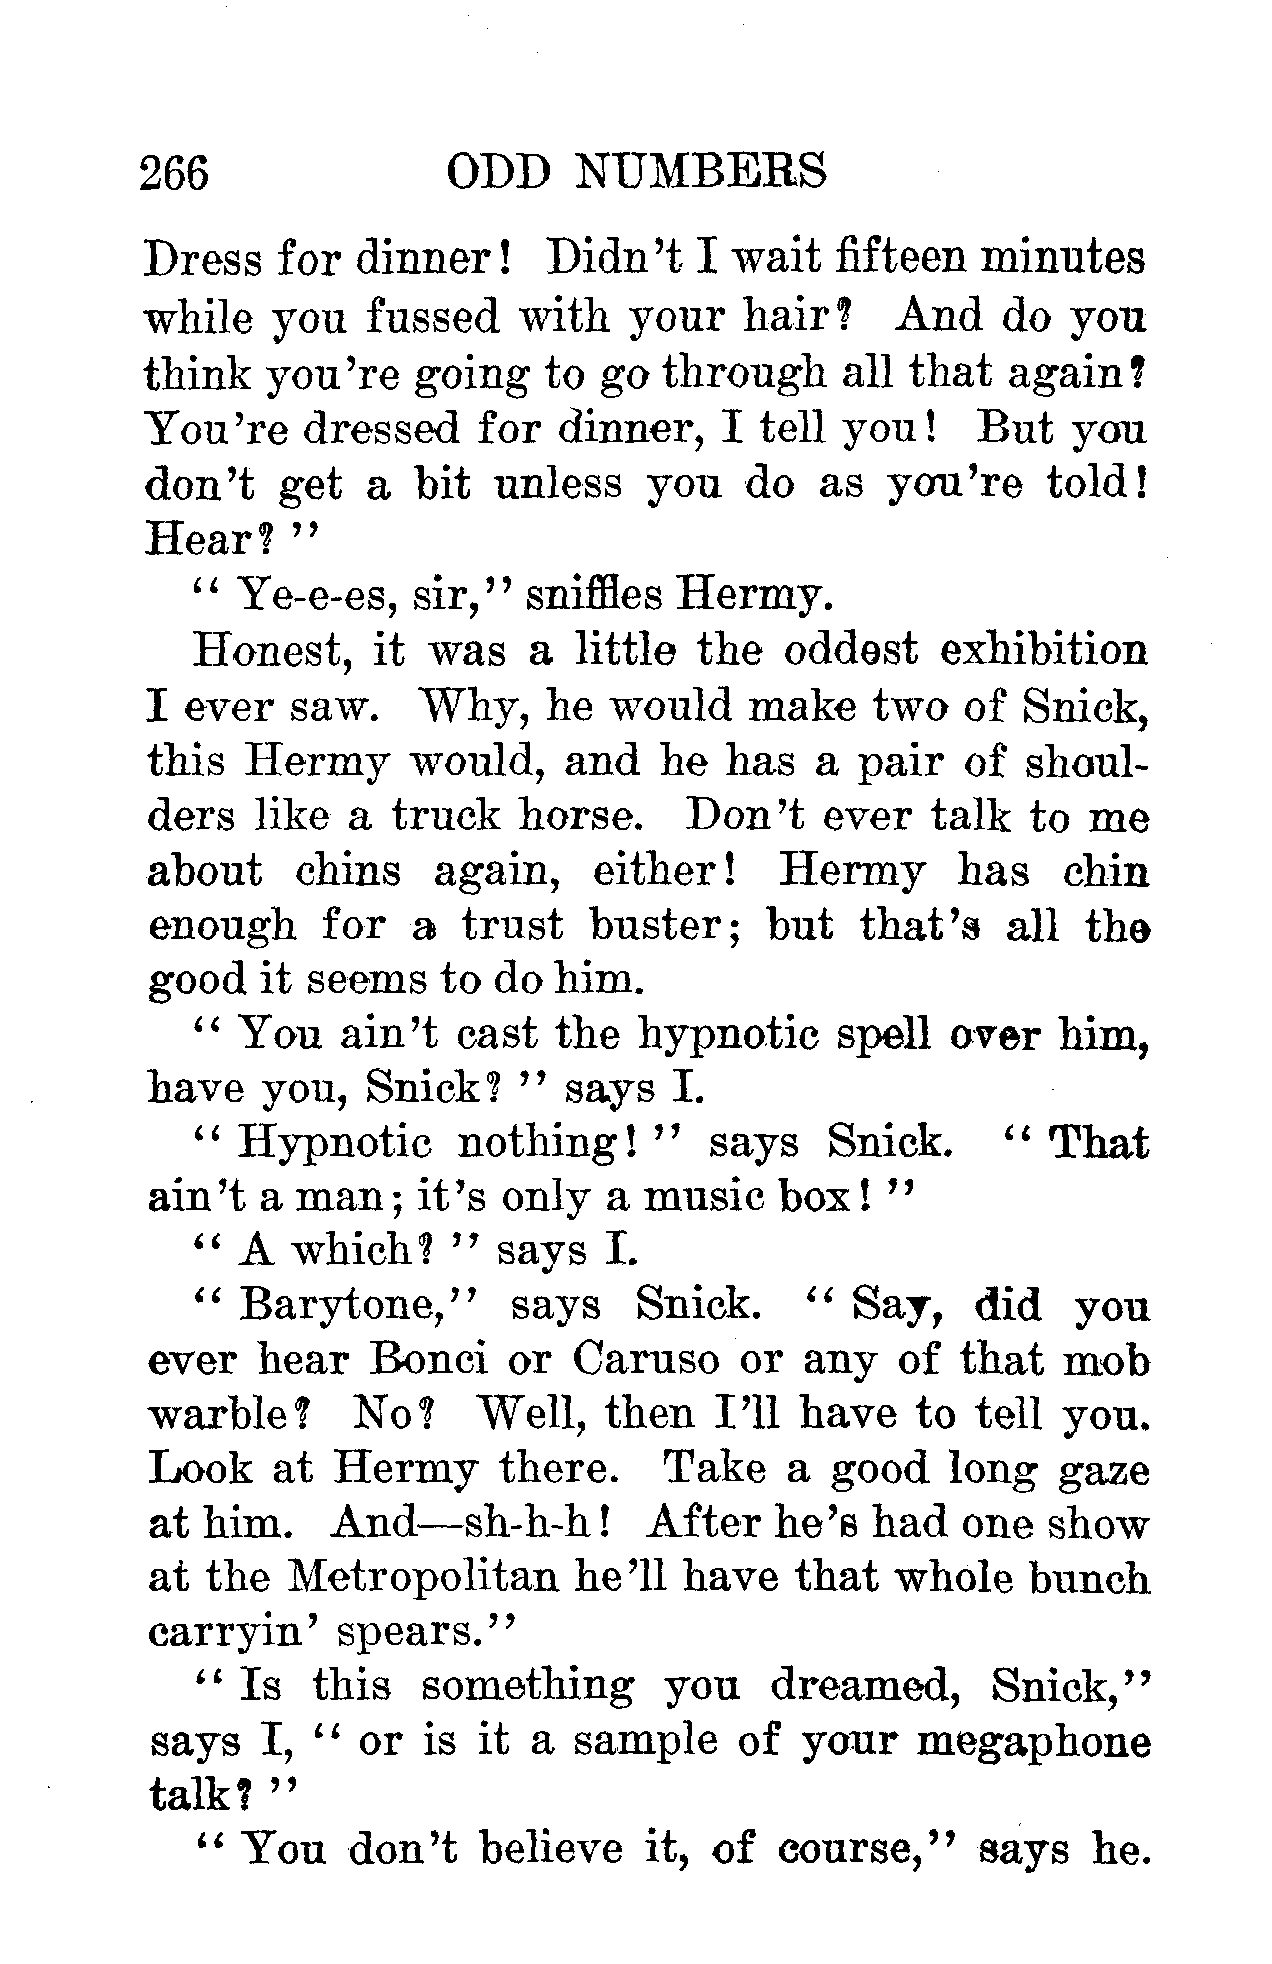 266 ODD NUMBERS
Dress for dinner! Didn't I wait fifteen minutes
while you fussed with your hair? And do you
think you're going to go through all that again?
You're dressed for dinner, I tell you! But you
don't get a bit unless you do as you're told!
Hear?"
"Ye-e-es, sir," sniffles Hermy.
Honest, it was a little the oddest exhibition
I ever saw. Why, he would make two of Snick,
this Hermy would, and he has a pair of shoul-
ders like a truck horse. Don't ever talk to me
about chins again, either! Hermy has chin
enough for a trust buster; but that's all the
good it seems to do him.
"You ain't cast the hypnotic spell over him,
have you, Snick?" says I.
"Hypnotic nothing!" says Snick. "That
ain't a man; it's only a music box!"
"A which?" says I.
"Barytone," says Snick. "Say, did you
ever hear Bonci or Caruso or any of that mob
warble? No? Well, then I'll have to tell you.
Look at Hermy there. Take a good long gaze
at him. And—sh-h-h! After he's had one show
at the Metropolitan he'll have that whole bunch
carryin' spears."
"Is this something you dreamed, Snick,"
says I, "or is it a sample of your megaphone
talk?"
"You don't believe it, of course," says he.